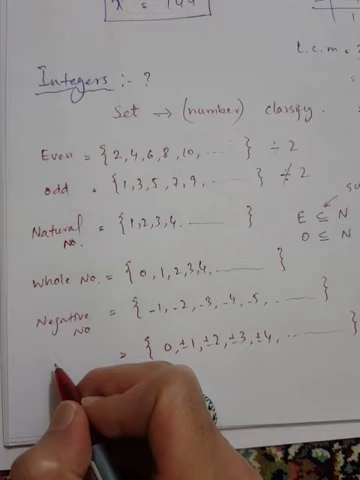 x = 144
l.c.m =
Integers :- ?
Set → (number) classify.
Even = {2, 4, 6, 8, 10, ......} ÷ 2
Odd = {1, 3, 5, 7, 9, ......} ÷̸ 2
Natural No. = {1, 2, 3, 4, ......}
E ⊆ N
O ⊆ N
Whole No. = {0, 1, 2, 3, 4, ......}
Negative No = {-1, -2, -3, -4, -5, ......}
= {0, ±1, ±2, ±3, ±4, ......}